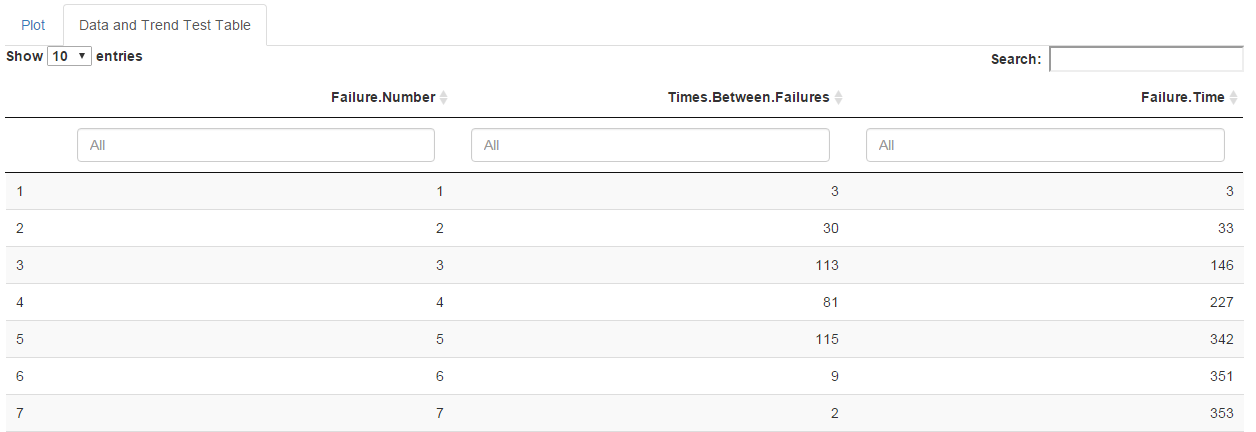 Plot Data and Trend Test Table
Show 10 entries Search:
Failure.Number Times.Between.Failures Failure.Time
All All All
1 1 3 3
2 2 30 33
3 3 113 146
4 4 81 227
5 5 115 342
6 6 9 351
7 7 2 353